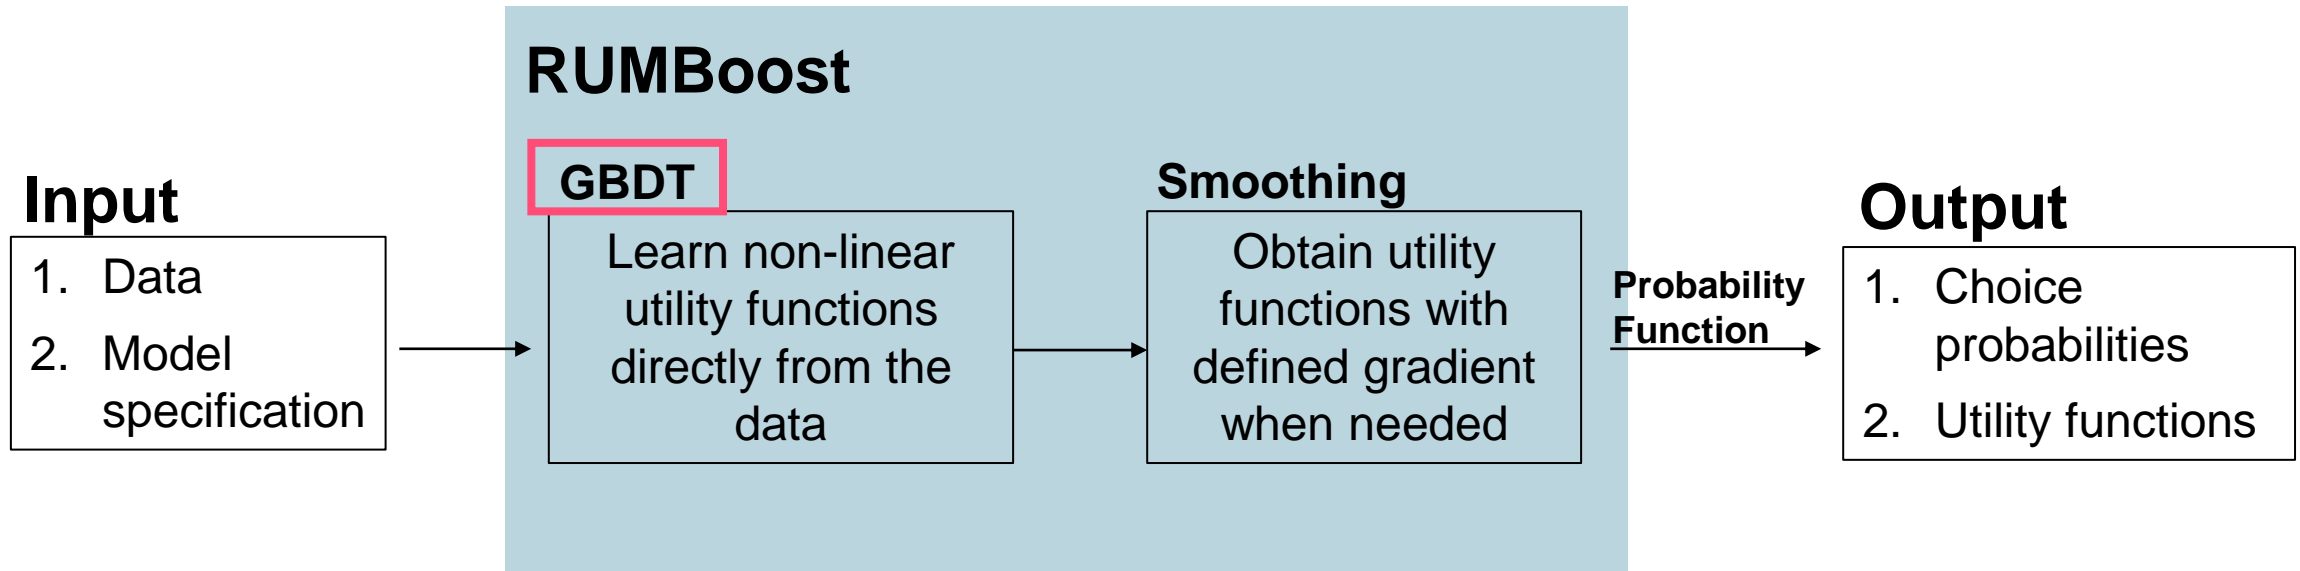 RUMBoost
Input
1. Data
2. Model
specification
GBDT
Learn non-linear
utility functions
directly from the
data
Smoothing
Obtain utility
functions with
defined gradient
when needed
Probability
Function
Output
1. Choice
probabilities
2. Utility functions